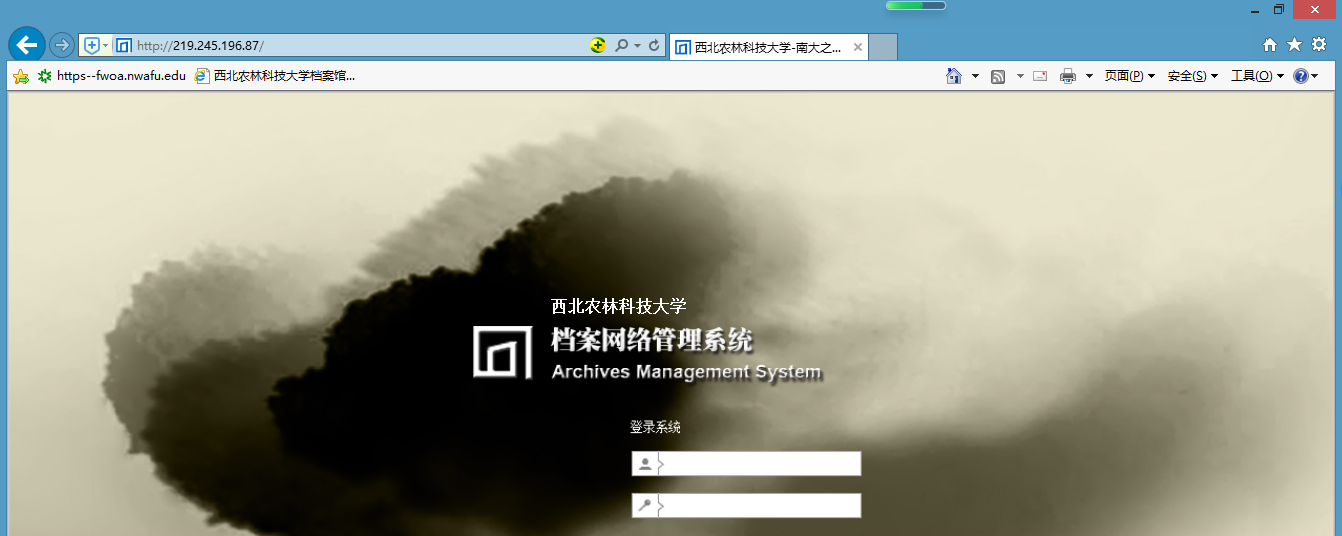 http://219.245.196.87/
西北农林科技大学-南大之...
https--fwoa.nwafu.edu
西北农林科技大学档案馆...
页面(P)
安全(S)
工具(O)
西北农林科技大学
档案网络管理系统
Archives Management System
登录系统